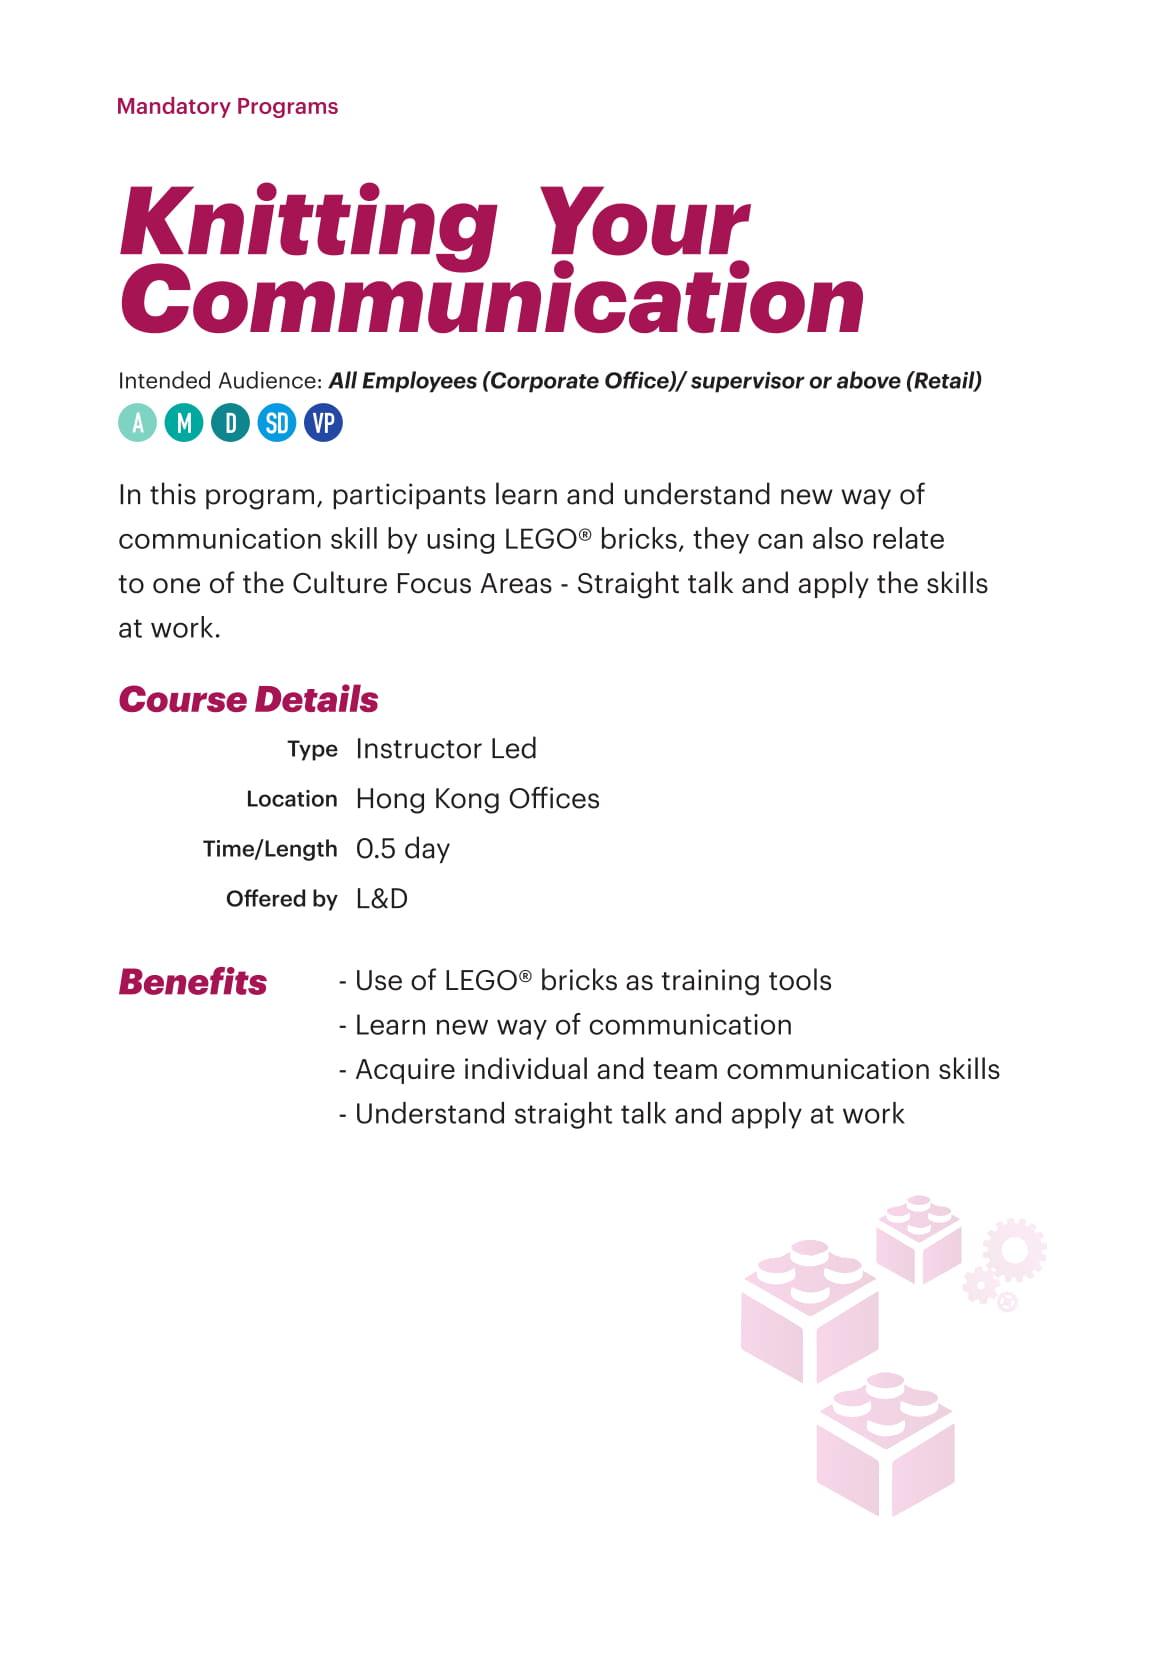 Mandatory Programs
Knitting Your
Communication
Intended Audience: All Employees (Corporate Office)/ supervisor or above (Retail)
A M D SD VP
In this program, participants learn and understand new way of
communication skill by using LEGO® bricks, they can also relate
to one of the Culture Focus Areas - Straight talk and apply the skills
at work.
Course Details
Type Instructor Led
Location Hong Kong Offices
Time/Length 0.5 day
Offered by L&D
Benefits - Use of LEGO® bricks as training tools
- Learn new way of communication
- Acquire individual and team communication skills
- Understand straight talk and apply at work